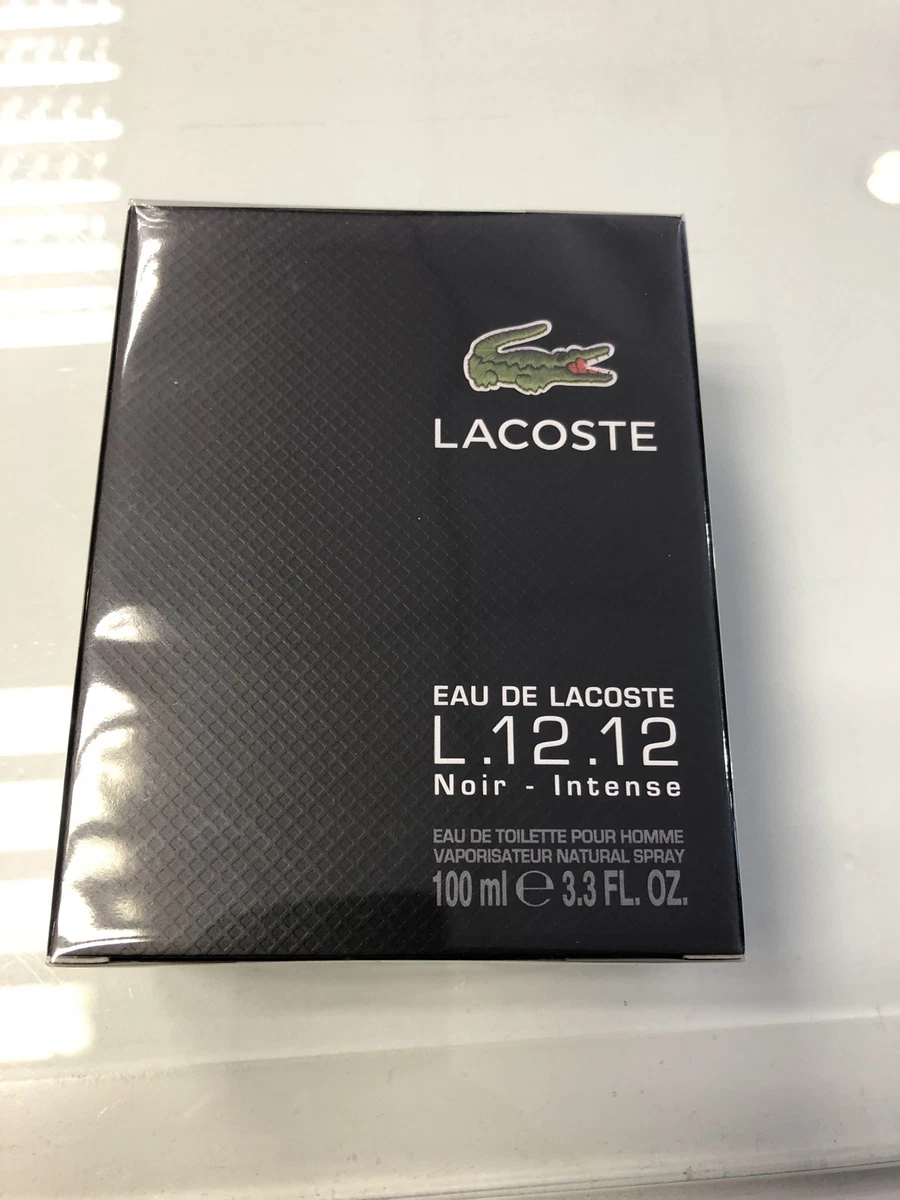 LACOSTE
EAU DE LACOSTE
L.12.12
Noir - Intense
EAU DE TOILETTE POUR HOMME
VAPORISATEUR NATURAL SPRAY
100 ml ℮ 3.3 FL. OZ.